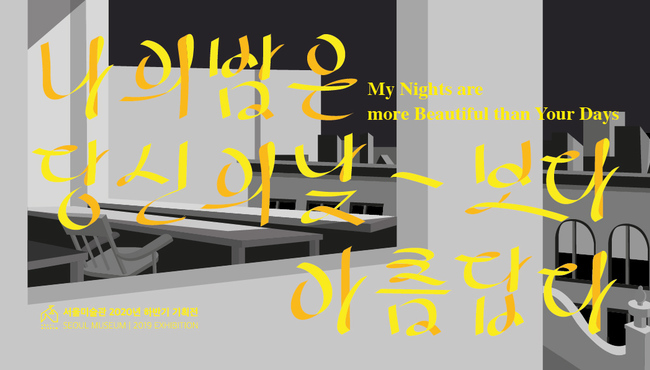 나의 밤은
My Nights are
more Beautiful than Your Days
당신의 날 – 보다
아름답다
서울미술관 2020년 하반기 기획전
SEOUL MUSEUM | 2019 EXHIBITION